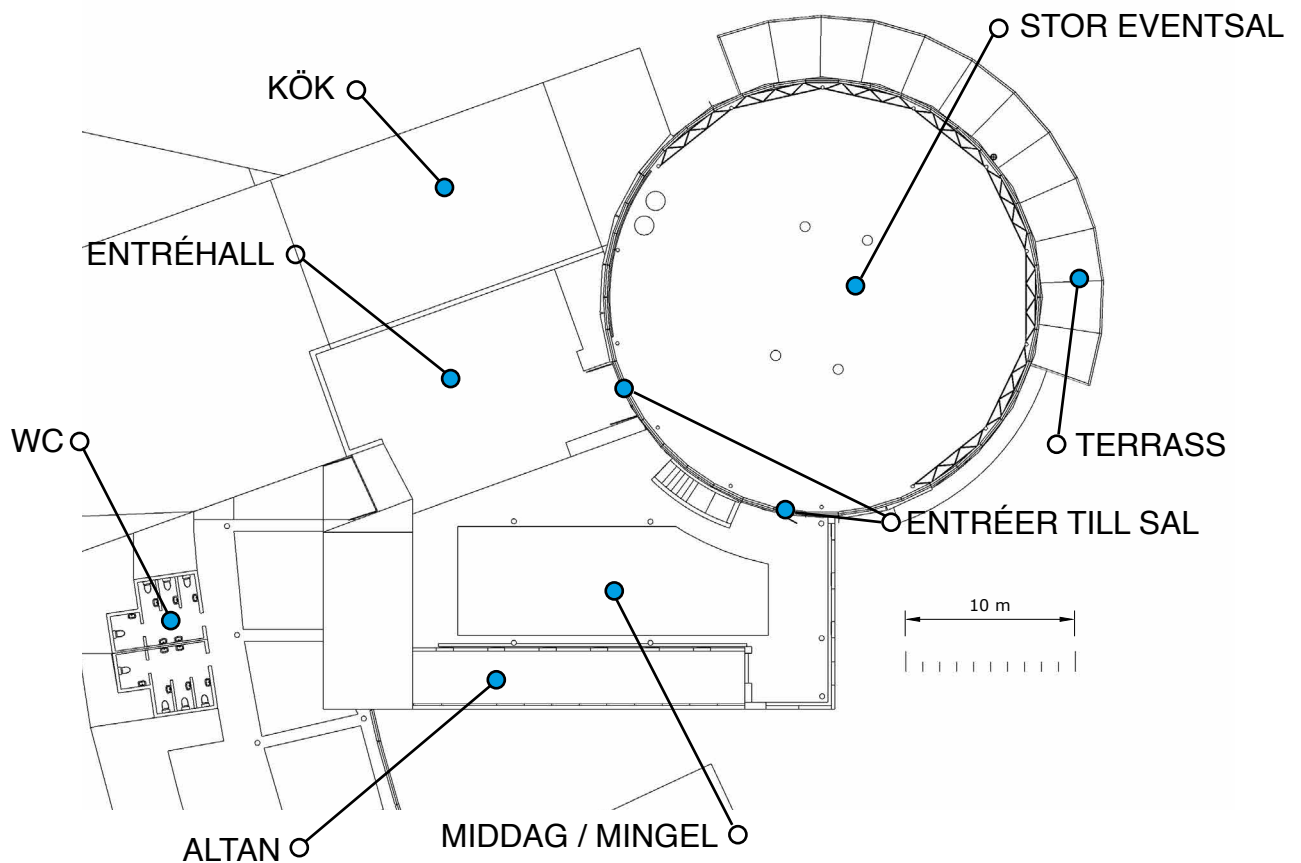 STOR EVENTSAL
KÖK
ENTRÉHALL
WC
TERRASS
ENTRÉER TILL SAL
10 m
MIDDAG / MINGEL
ALTAN